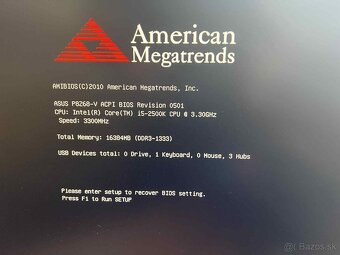 American
Megatrends
AMIBIOS(C)2010 American Megatrends, Inc.
ASUS P8Z68-V ACPI BIOS Revision 0501
CPU: Intel(R) Core(TM) i5-2500K CPU @ 3.30GHz
Speed: 3300MHz
Total Memory: 16384MB (DDR3-1333)
USB Devices total: 0 Drive, 1 Keyboard, 0 Mouse, 3 Hubs
Please enter setup to recover BIOS setting.
Press F1 to Run SETUP
Bazos.sk